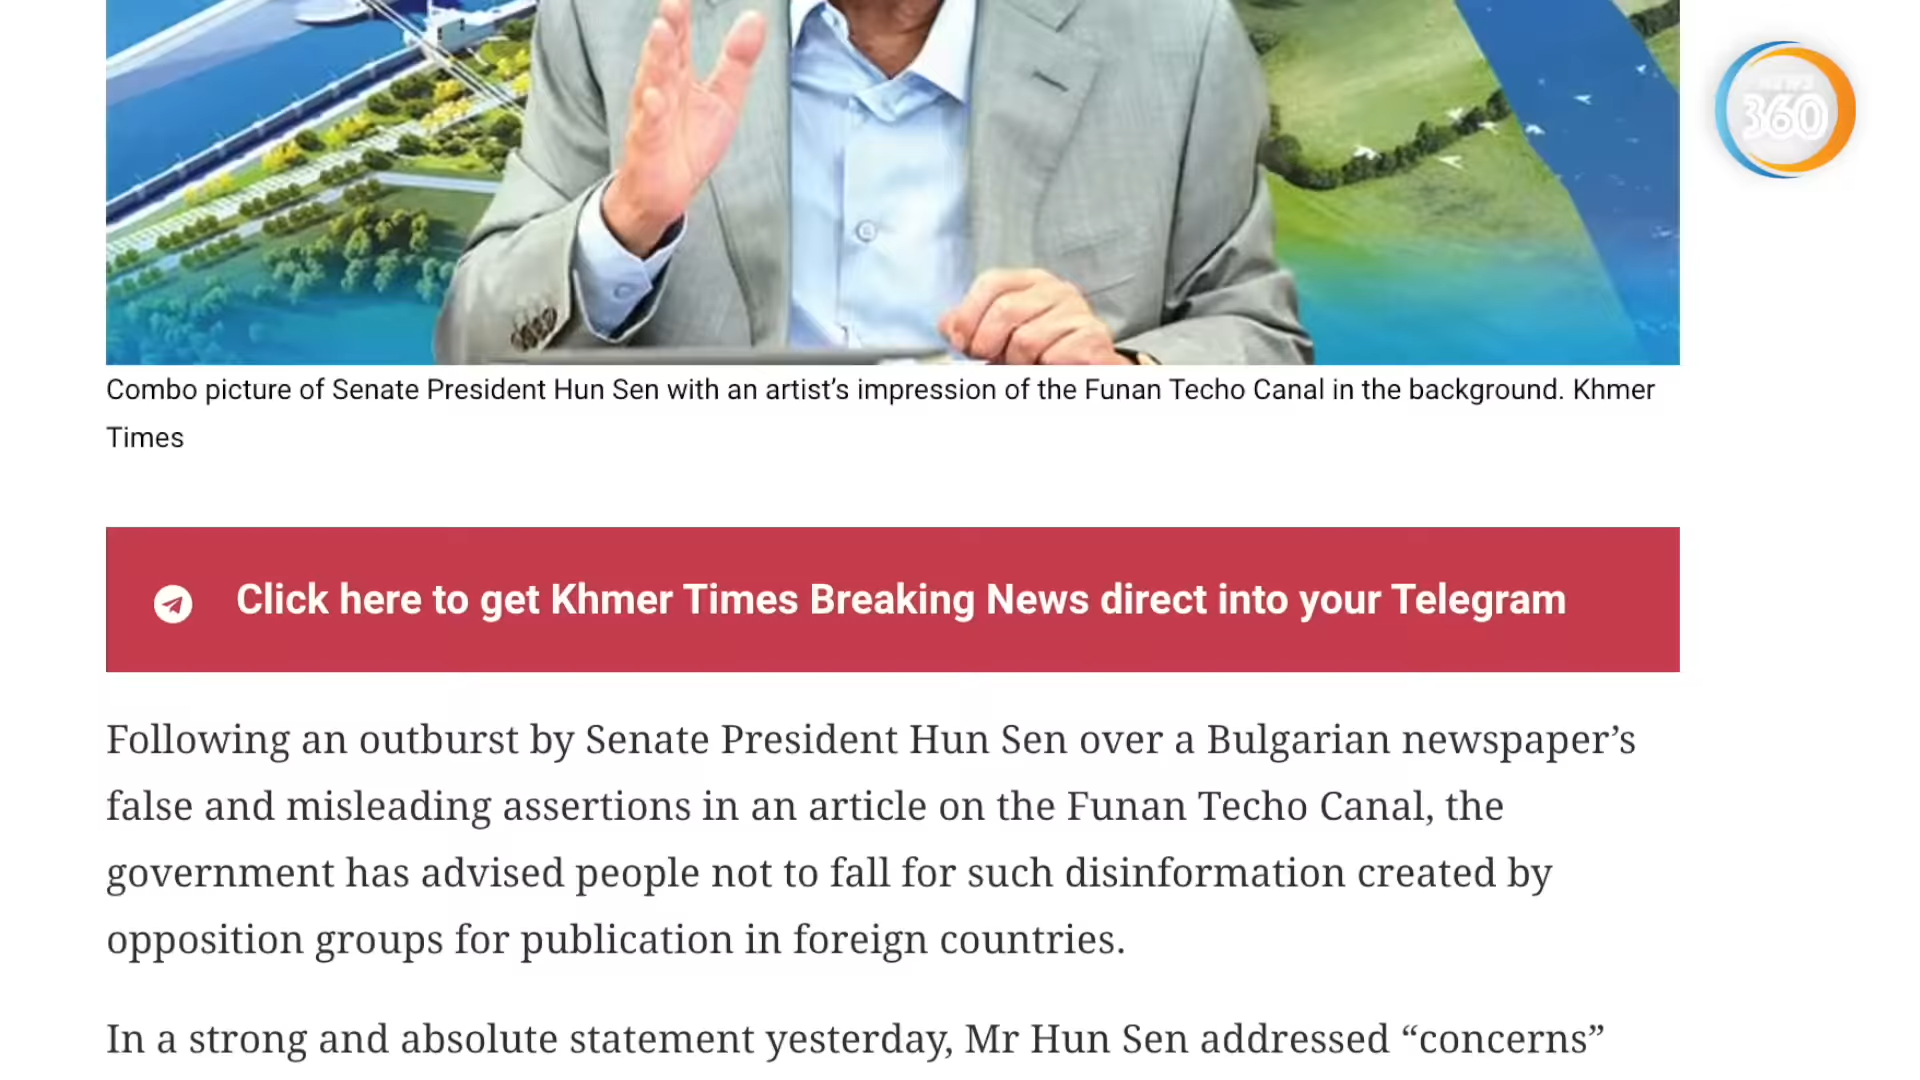 NEWS
360
Combo picture of Senate President Hun Sen with an artist’s impression of the Funan Techo Canal in the background. Khmer
Times
Click here to get Khmer Times Breaking News direct into your Telegram
Following an outburst by Senate President Hun Sen over a Bulgarian newspaper’s
false and misleading assertions in an article on the Funan Techo Canal, the
government has advised people not to fall for such disinformation created by
opposition groups for publication in foreign countries.
In a strong and absolute statement yesterday, Mr Hun Sen addressed “concerns”